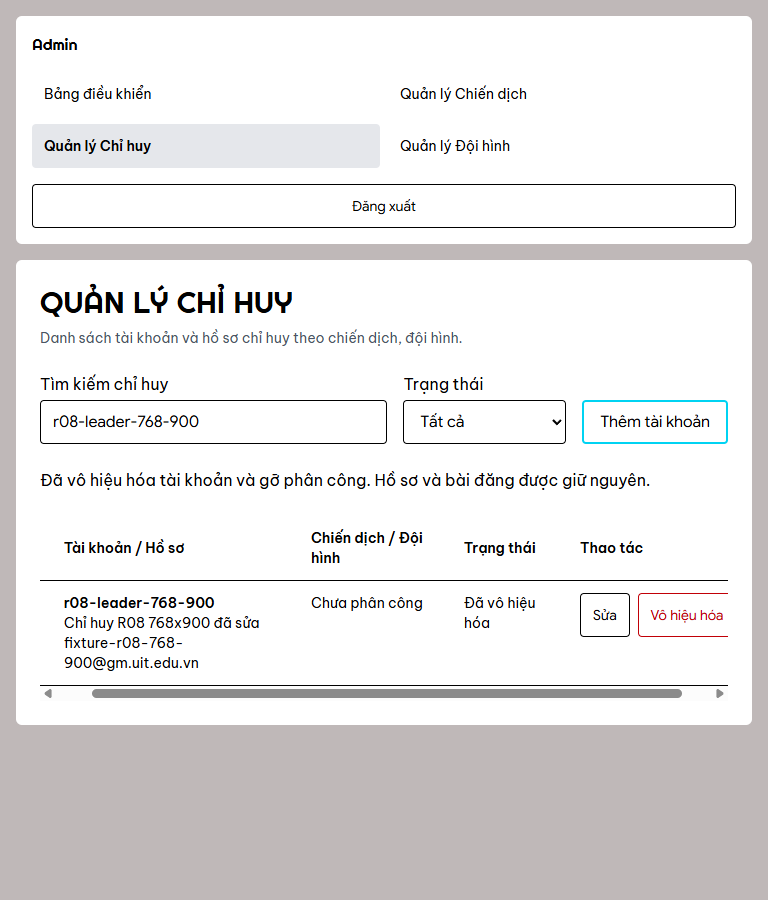 Admin
Bảng điều khiển
Quản lý Chiến dịch
Quản lý Chỉ huy
Quản lý Đội hình
Đăng xuất
QUẢN LÝ CHỈ HUY
Danh sách tài khoản và hồ sơ chỉ huy theo chiến dịch, đội hình.
Tìm kiếm chỉ huy
Trạng thái
r08-leader-768-900
Tất cả
Thêm tài khoản
Đã vô hiệu hóa tài khoản và gỡ phân công. Hồ sơ và bài đăng được giữ nguyên.
Tài khoản / Hồ sơ
Chiến dịch / Đội
hình
Trạng thái
Thao tác
r08-leader-768-900
Chỉ huy R08 768x900 đã sửa
fixture-r08-768-
900@gm.uit.edu.vn
Chưa phân công
Đã vô hiệu
hóa
Sửa
Vô hiệu hóa